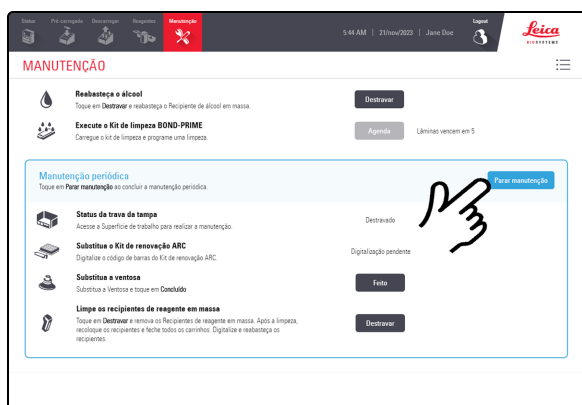 Status Pré-carregado Descarregar Reagentes Manutenção
5:44 AM | 21/nov/2023 | Jane Doe
Logout
Leica
BIOSYSTEMS
MANUTENÇÃO
Reabasteça o álcool
Toque em Destravar e reabasteça o Recipiente de álcool em massa.
Destravar
Execute o Kit de limpeza BOND-PRIME
Carregue o kit de limpeza e programe uma limpeza.
Agenda
Lâminas vencem em 5
Manutenção periódica
Toque em Parar manutenção ao concluir a manutenção periódica.
Parar manutenção
Status da trava da tampa
Acesse a Superfície de trabalho para realizar a manutenção.
Destravado
Substitua o Kit de renovação ARC
Digitalize o código de barras do Kit de renovação ARC.
Digitalização pendente
Substitua a ventosa
Substitua a Ventosa e toque em Concluído
Feito
Limpe os recipientes de reagente em massa
Toque em Destravar e remova os Recipientes de reagente em massa. Após a limpeza,
recoloque os recipientes e feche todos os carrinhos. Digitalize e reabasteça os
recipientes.
Destravar